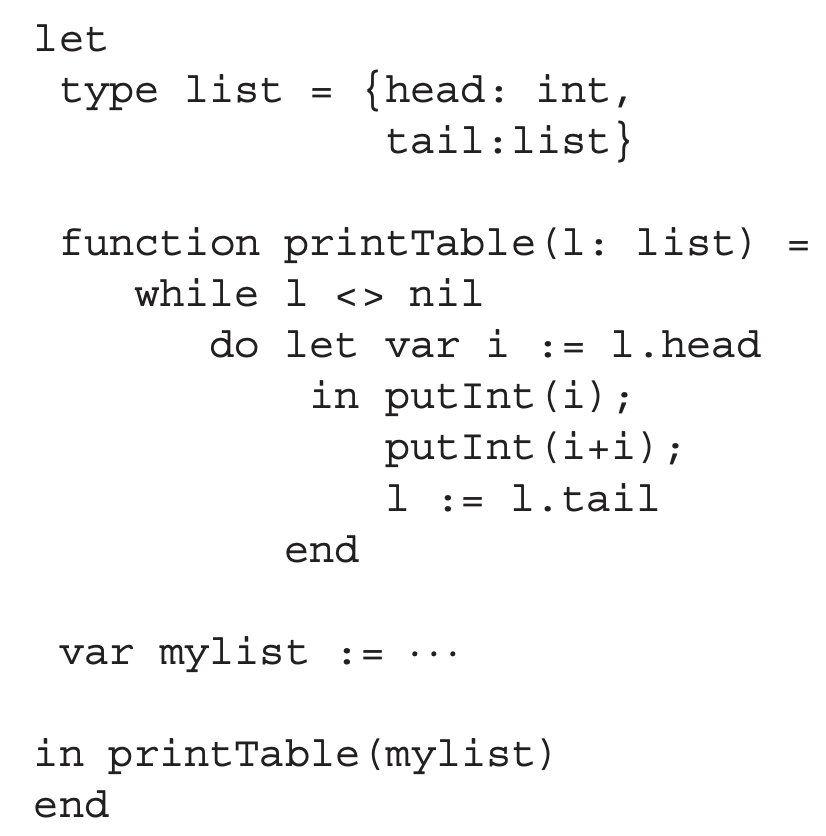 let
 type list = {head: int,
              tail:list}

 function printTable(l: list) =
    while l <> nil
       do let var i := l.head
           in putInt(i);
              putInt(i+i);
              l := l.tail
          end

 var mylist := ···

in printTable(mylist)
end